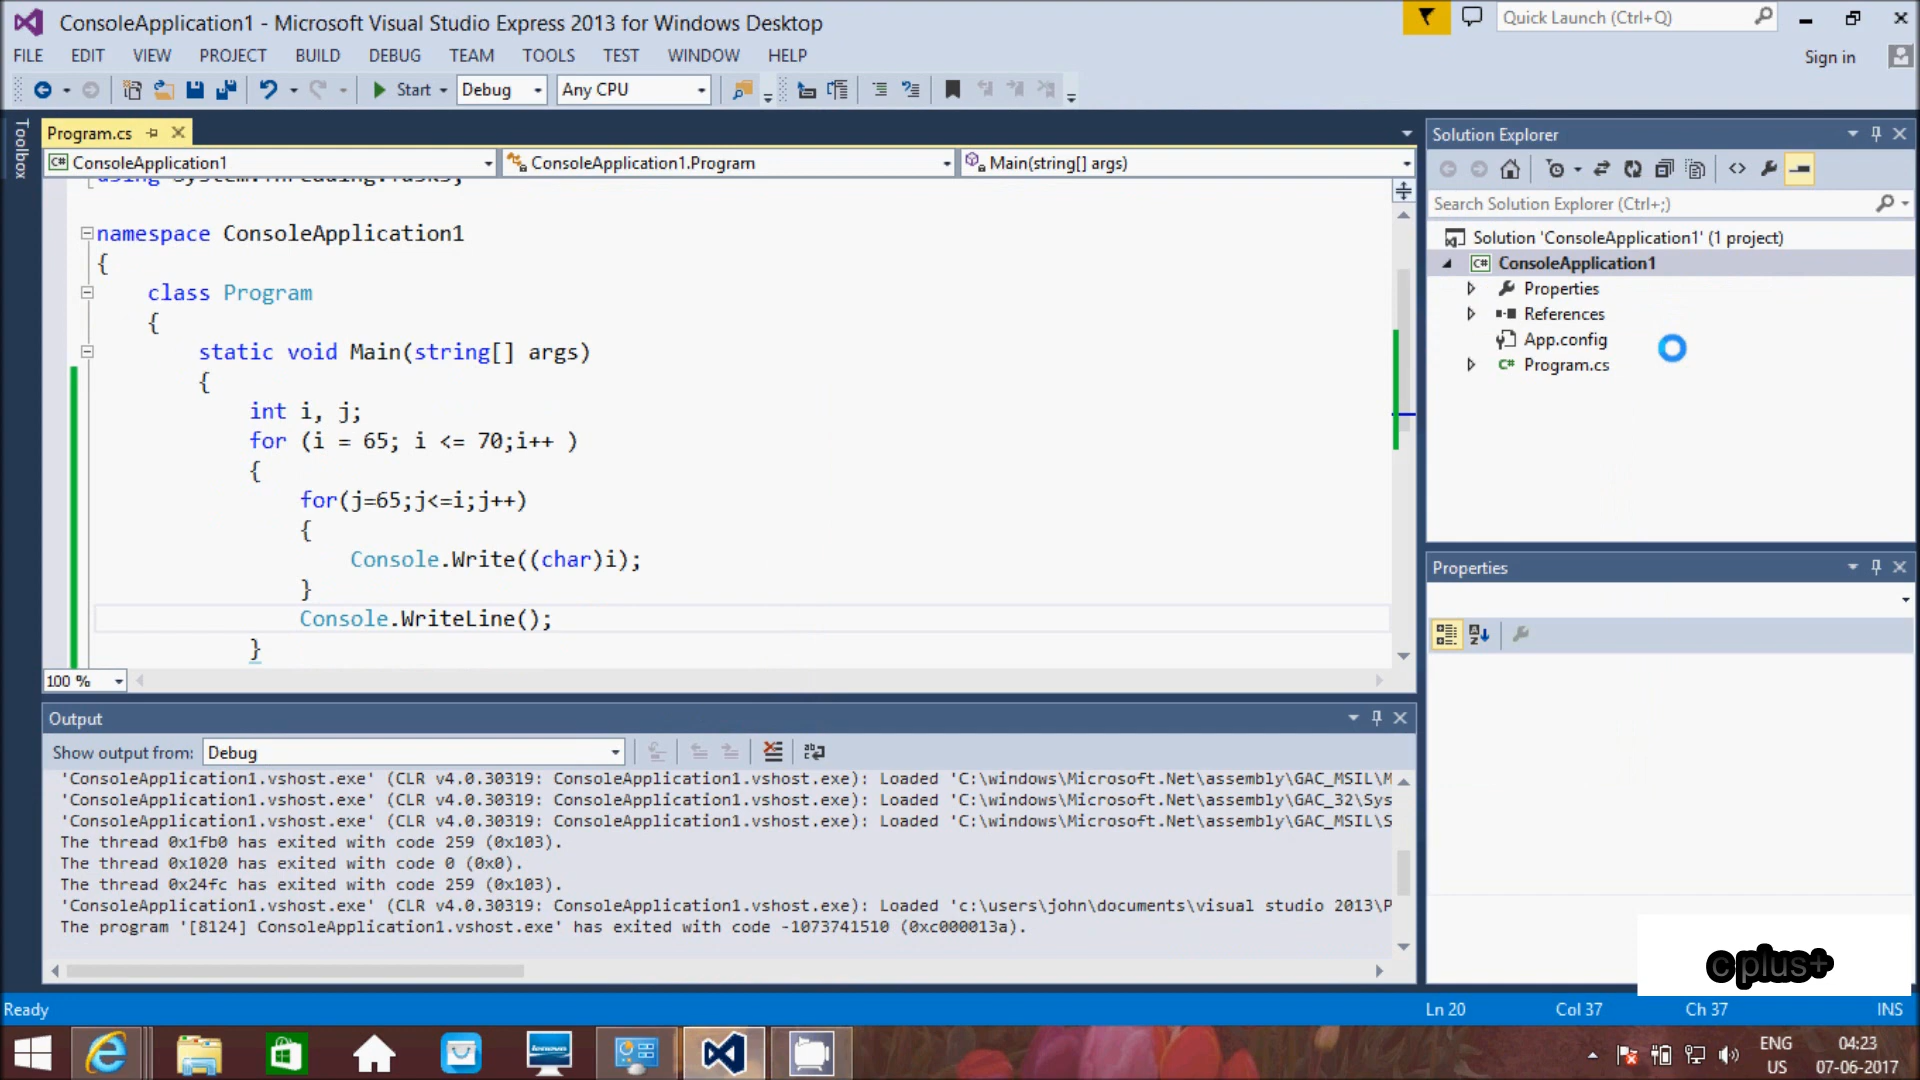 ConsoleApplication1 - Microsoft Visual Studio Express 2013 for Windows Desktop
Quick Launch (Ctrl+Q)
FILE EDIT VIEW PROJECT BUILD DEBUG TEAM TOOLS TEST WINDOW HELP
Sign in
Start Debug Any CPU
Toolbox
Program.cs
ConsoleApplication1
ConsoleApplication1.Program
Main(string[] args)
using System.Threading.Tasks;
namespace ConsoleApplication1
{
class Program
{
static void Main(string[] args)
{
int i, j;
for (i = 65; i <= 70;i++ )
{
for(j=65;j<=i;j++)
{
Console.Write((char)i);
}
Console.WriteLine();
}
100 %
Output
Show output from: Debug
'ConsoleApplication1.vshost.exe' (CLR v4.0.30319: ConsoleApplication1.vshost.exe): Loaded 'C:\windows\Microsoft.Net\assembly\GAC_MSIL\M
'ConsoleApplication1.vshost.exe' (CLR v4.0.30319: ConsoleApplication1.vshost.exe): Loaded 'C:\windows\Microsoft.Net\assembly\GAC_32\Sys
'ConsoleApplication1.vshost.exe' (CLR v4.0.30319: ConsoleApplication1.vshost.exe): Loaded 'C:\windows\Microsoft.Net\assembly\GAC_MSIL\S
The thread 0x1fb0 has exited with code 259 (0x103).
The thread 0x1020 has exited with code 0 (0x0).
The thread 0x24fc has exited with code 259 (0x103).
'ConsoleApplication1.vshost.exe' (CLR v4.0.30319: ConsoleApplication1.vshost.exe): Loaded 'c:\users\john\documents\visual studio 2013\P
The program '[8124] ConsoleApplication1.vshost.exe' has exited with code -1073741510 (0xc000013a).
Solution Explorer
Search Solution Explorer (Ctrl+;)
Solution 'ConsoleApplication1' (1 project)
ConsoleApplication1
Properties
References
App.config
Program.cs
Properties
c plus+
Ready
Ln 20 Col 37 Ch 37 INS
ENG
US
04:23
07-06-2017